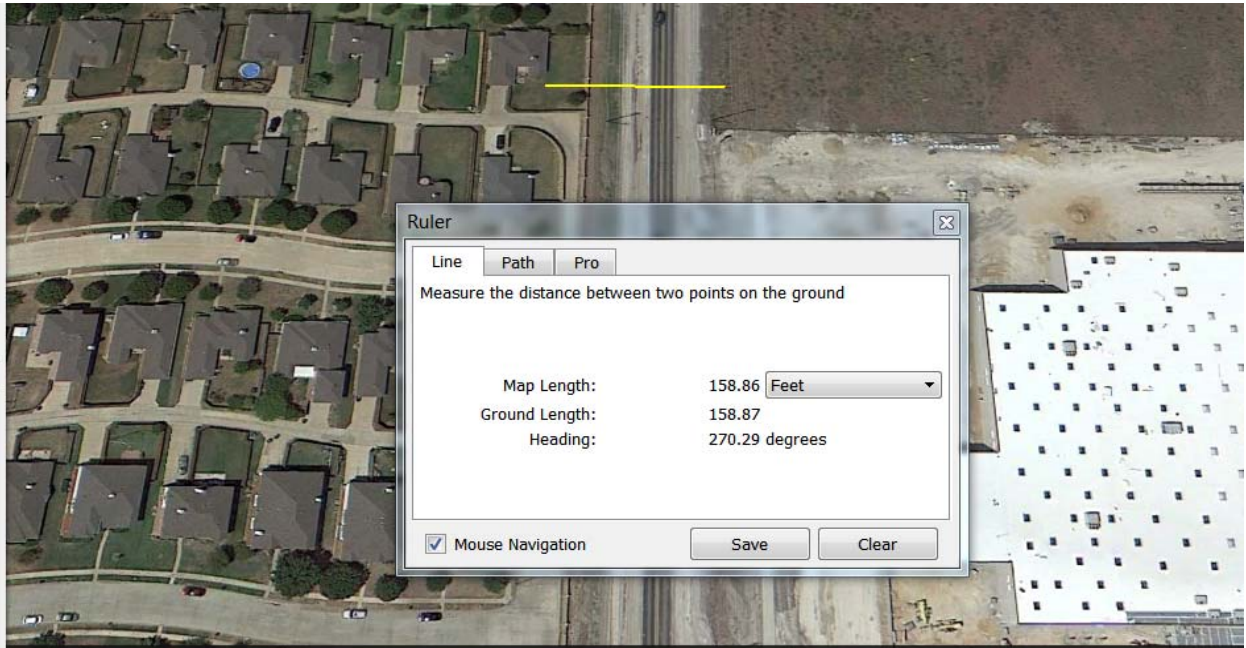 Ruler
Line Path Pro
Measure the distance between two points on the ground
Map Length: 158.86 Feet
Ground Length: 158.87
Heading: 270.29 degrees
Mouse Navigation Save Clear